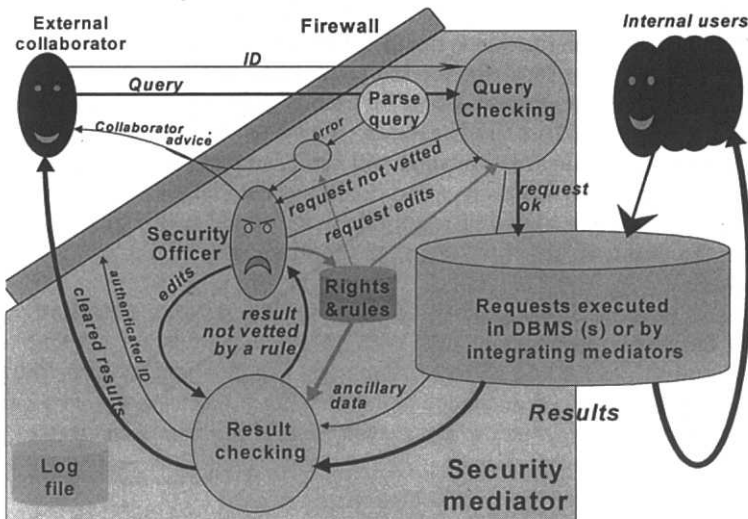 External
collaborator
Firewall
Internal users
ID
Query
Parse
query
Query
Checking
Collaborator
advice
error
request not vetted
request edits
request
ok
Security
Officer
edits
authenticated ID
cleared results
result
not vetted
by a rule
Rights
&rules
Requests executed
in DBMS (s) or by
integrating mediators
ancillary
data
Results
Result
checking
Log
file
Security
mediator